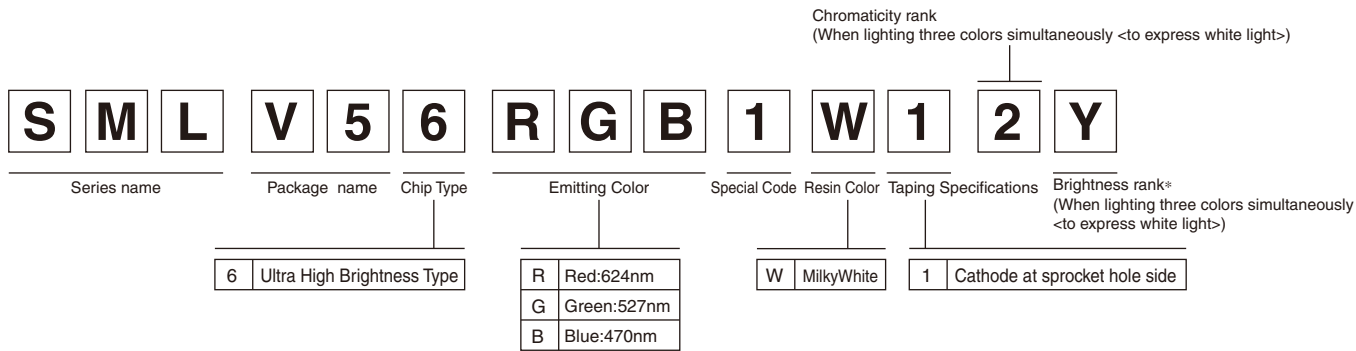 Chromaticity rank
(When lighting three colors simultaneously <to express white light>)
S M L V 5 6 R G B 1 W 1 2 Y
Series name Package name Chip Type Emitting Color Special Code Resin Color Taping Specifications Brightness rank*
(When lighting three colors simultaneously
<to express white light>)
6 Ultra High Brightness Type
R Red:624nm
G Green:527nm
B Blue:470nm
W MilkyWhite
1 Cathode at sprocket hole side